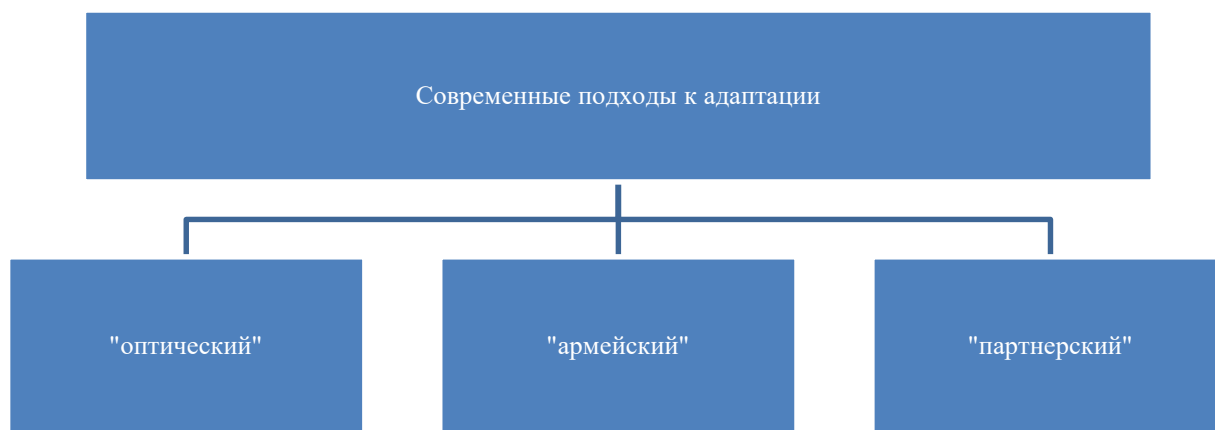 Современные подходы к адаптации
"оптический"
"армейский"
"партнерский"